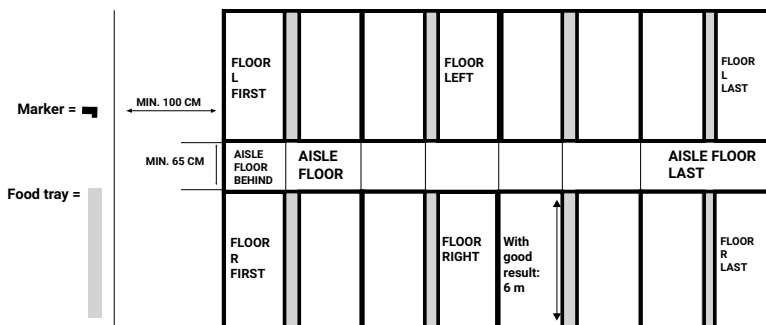 FLOOR
L
FIRST
FLOOR
LEFT
FLOOR
L
LAST
Marker =
MIN. 100 CM
MIN. 65 CM
AISLE
FLOOR
BEHIND
AISLE
FLOOR
AISLE FLOOR
LAST
Food tray =
FLOOR
R
FIRST
FLOOR
RIGHT
With
good
result:
6 m
FLOOR
R
LAST